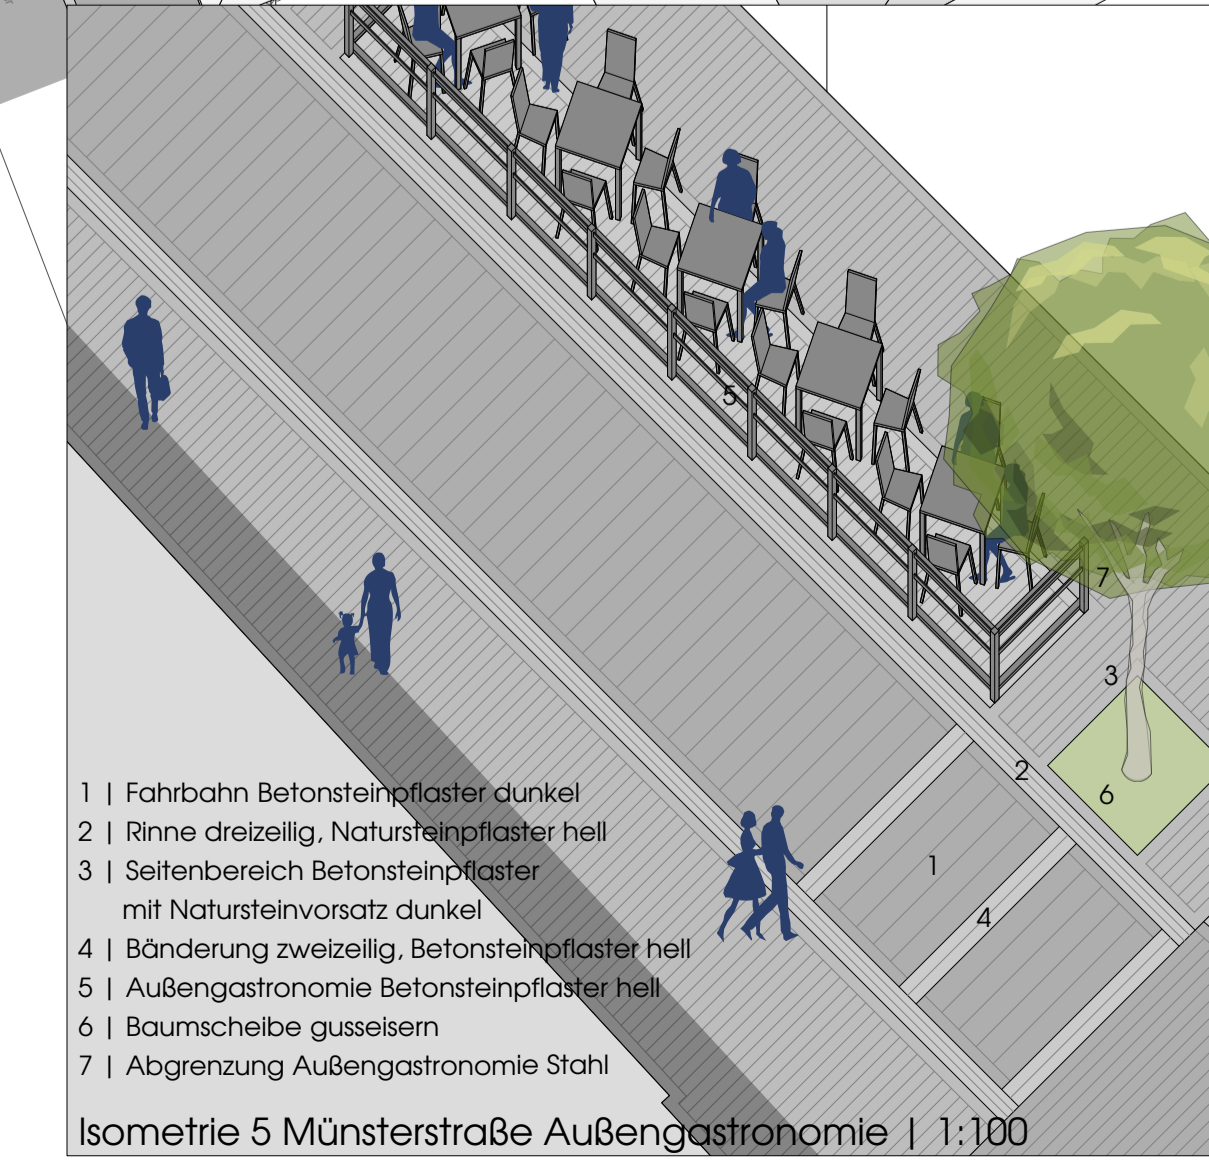 5
7
3
2
6
1
4
1 | Fahrbahn Betonsteinpflaster dunkel
2 | Rinne dreizeilig, Natursteinpflaster hell
3 | Seitenbereich Betonsteinpflaster
mit Natursteinvorsatz dunkel
4 | Bänderung zweizeilig, Betonsteinpflaster hell
5 | Außengastronomie Betonsteinpflaster hell
6 | Baumscheibe gusseisern
7 | Abgrenzung Außengastronomie Stahl
Isometrie 5 Münsterstraße Außengastronomie | 1:100